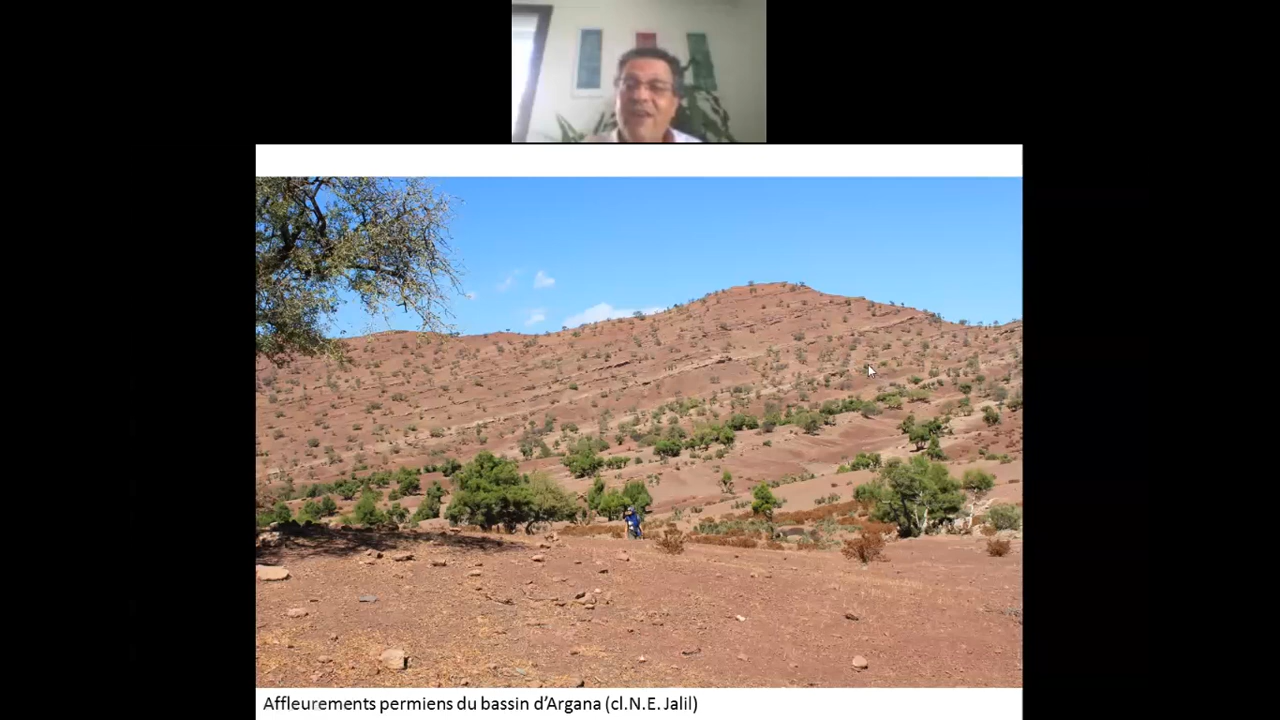 Affleurements permiens du bassin d’Argana (cl.N.E. Jalil)